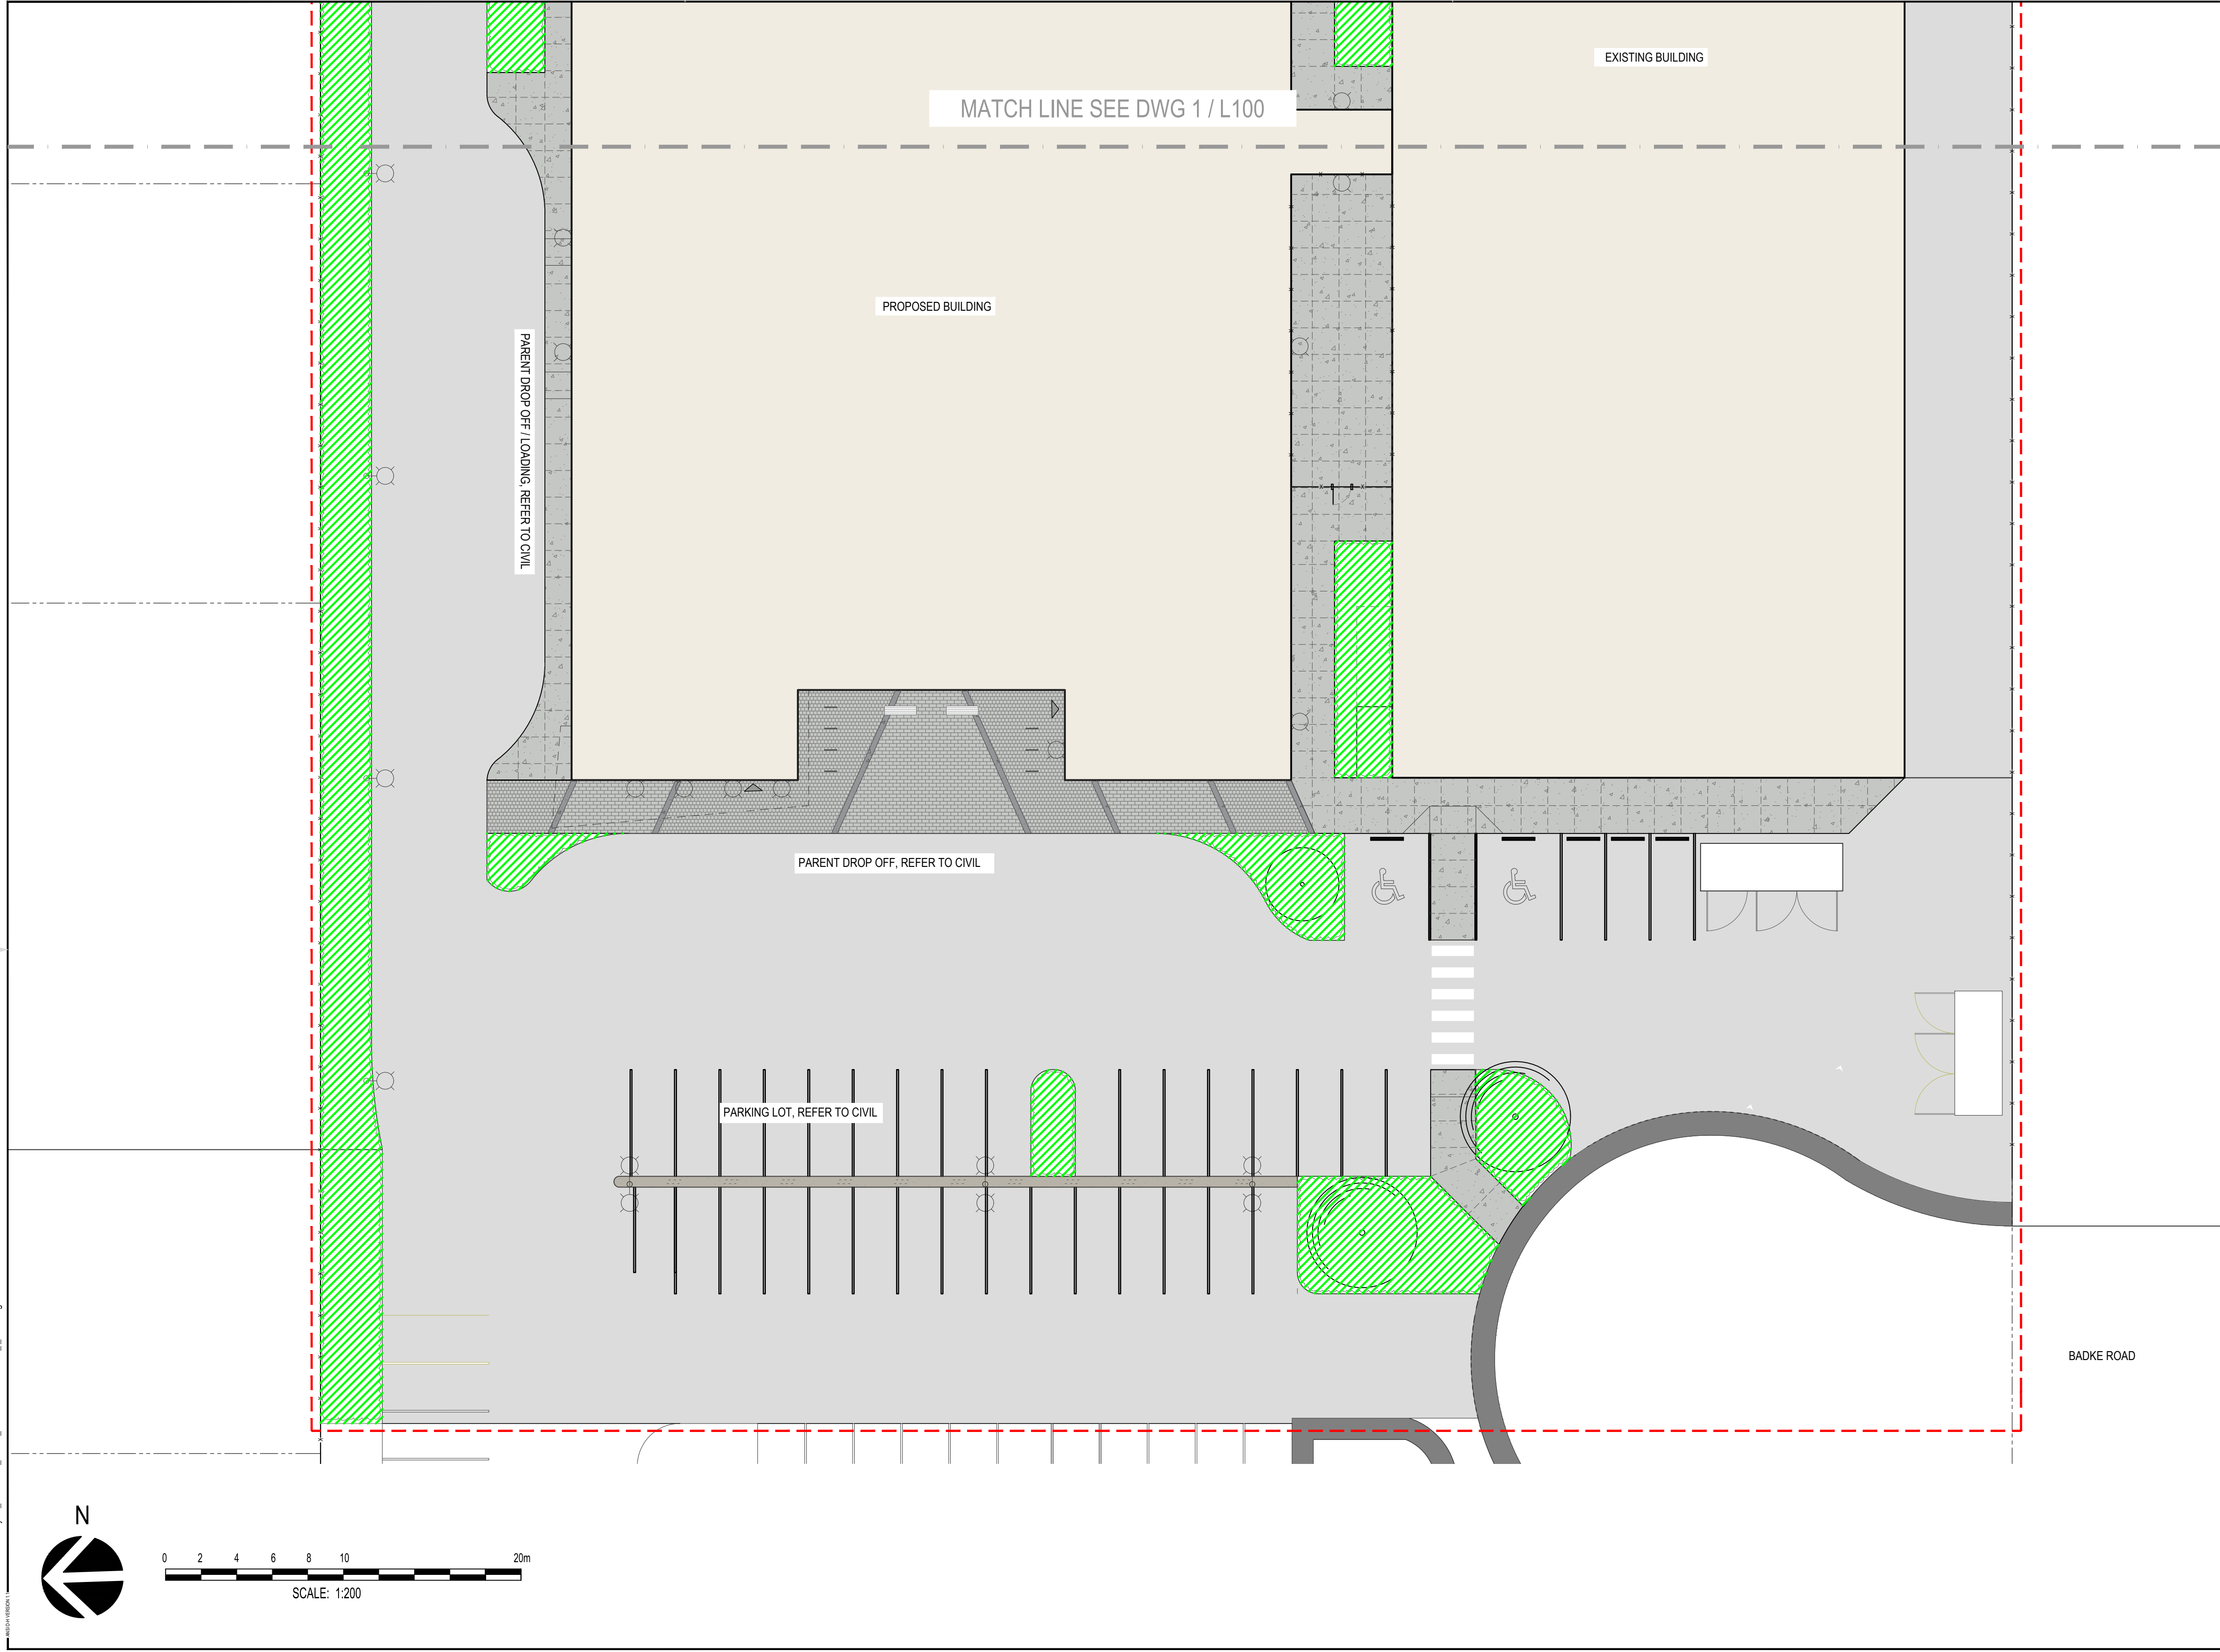 EXISTING BUILDING
MATCH LINE SEE DWG 1 / L100
PROPOSED BUILDING
PARENT DROP OFF / LOADING, REFER TO CIVIL
PARENT DROP OFF, REFER TO CIVIL
PARKING LOT, REFER TO CIVIL
BADKE ROAD
N
0 2 4 6 8 10 20m
SCALE: 1:200